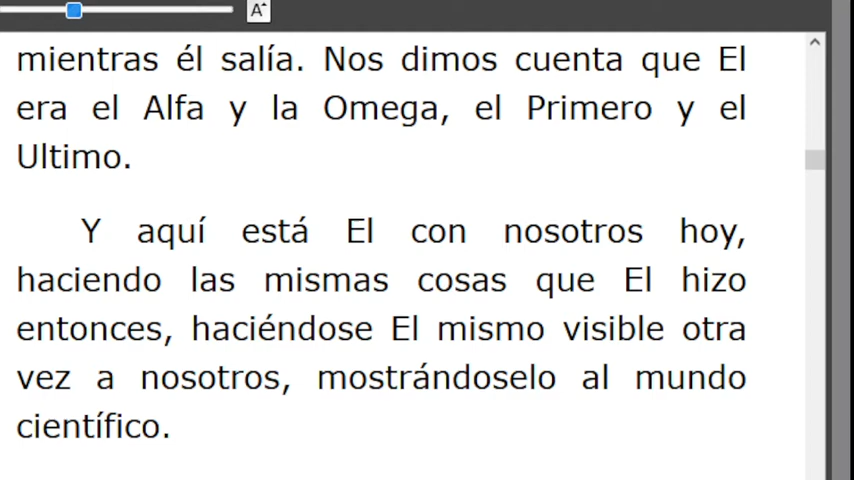 A
mientras él salía. Nos dimos cuenta que El
era el Alfa y la Omega, el Primero y el
Ultimo.
Y aquí está El con nosotros hoy,
haciendo las mismas cosas que El hizo
entonces, haciéndose El mismo visible otra
vez a nosotros, mostrándoselo al mundo
científico.